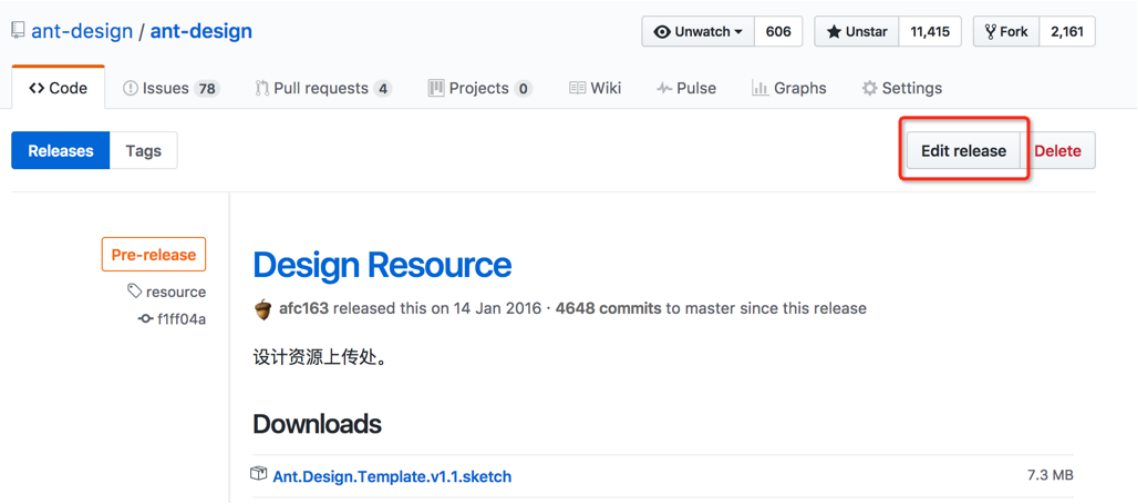 ant-design / ant-design Unwatch 606 Unstar 11,415 Fork 2,161
Code Issues 78 Pull requests 4 Projects 0 Wiki Pulse Graphs Settings
Releases Tags Edit release Delete
Pre-release
resource
f1ff04a
Design Resource
afc163 released this on 14 Jan 2016 · 4648 commits to master since this release
设计资源上传处。
Downloads
Ant.Design.Template.v1.1.sketch 7.3 MB